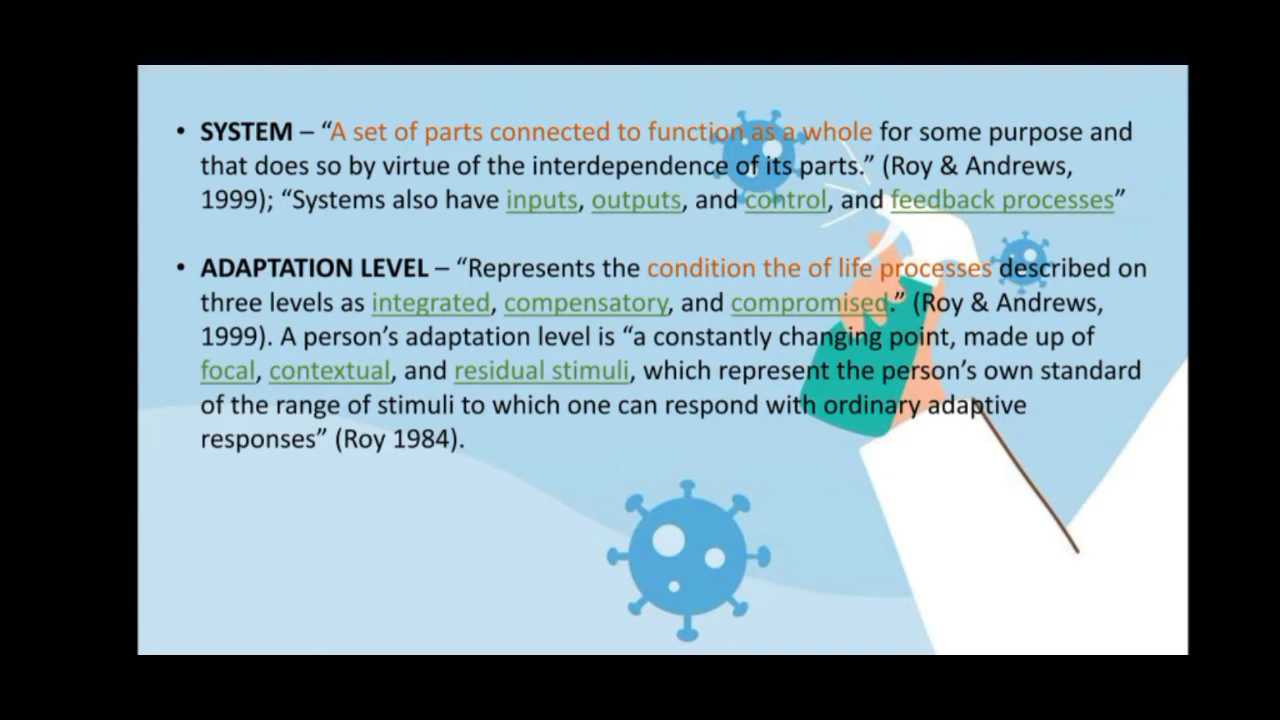 • SYSTEM – “A set of parts connected to function as a whole for some purpose and
that does so by virtue of the interdependence of its parts.” (Roy & Andrews,
1999); “Systems also have inputs, outputs, and control, and feedback processes”
• ADAPTATION LEVEL – “Represents the condition the of life processes described on
three levels as integrated, compensatory, and compromised.” (Roy & Andrews,
1999). A person’s adaptation level is “a constantly changing point, made up of
focal, contextual, and residual stimuli, which represent the person’s own standard
of the range of stimuli to which one can respond with ordinary adaptive
responses” (Roy 1984).